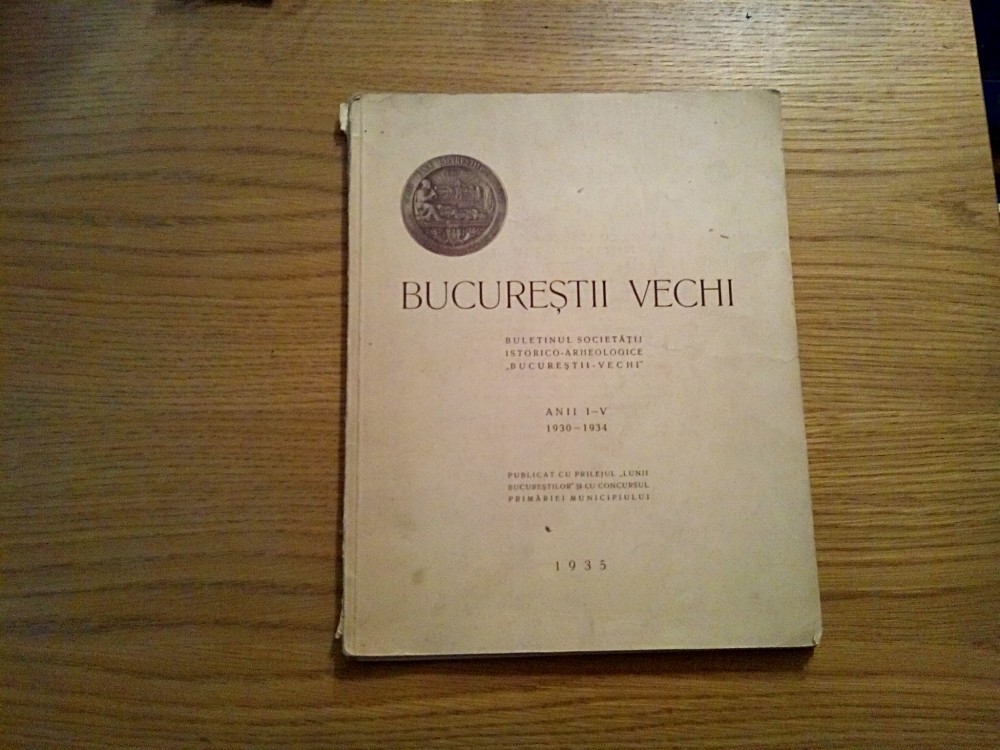 BUCUREȘTII VECHI
BULETINUL SOCIETĂȚII
ISTORICO-ARHEOLOGICE
„BUCUREȘTII-VECHI"
ANII I–V
1930–1934
PUBLICAT CU PRILEJUL „LUNII
BUCUREȘTILOR" ȘI CU CONCURSUL
PRIMĂRIEI MUNICIPIULUI
1935